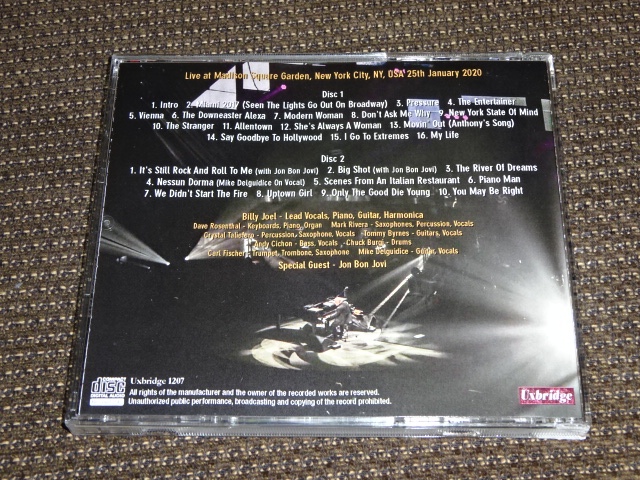 Live at Madison Square Garden, New York City, NY, USA 25th January 2020
Disc 1
1. Intro 2. Miami 2017 (Seen The Lights Go Out On Broadway) 3. Pressure 4. The Entertainer
5. Vienna 6. The Downeaster Alexa 7. Modern Woman 8. Don't Ask Me Why 9. New York State Of Mind
10. The Stranger 11. Allentown 12. She's Always A Woman 13. Movin' Out (Anthony's Song)
14. Say Goodbye To Hollywood 15. I Go To Extremes 16. My Life
Disc 2
1. It's Still Rock And Roll To Me (with Jon Bon Jovi) 2. Big Shot (with Jon Bon Jovi) 3. The River Of Dreams
4. Nessun Dorma (Mike Delguidice On Vocal) 5. Scenes From An Italian Restaurant 6. Piano Man
7. We Didn't Start The Fire 8. Uptown Girl 9. Only The Good Die Young 10. You May Be Right
Billy Joel - Lead Vocals, Piano, Guitar, Harmonica
Dave Rosenthal - Keyboards, Piano, Organ Mark Rivera - Saxophones, Percussion, Vocals
Crystal Taliefero - Percussion, Saxophone, Vocals Tommy Byrnes - Guitars, Vocals
Andy Cichon - Bass, Vocals Chuck Burgi - Drums
Carl Fischer - Trumpet, Trombone, Saxophone Mike Delguidice - Guitar, Vocals
Special Guest - Jon Bon Jovi
COMPACT
disc
DIGITAL AUDIO
Uxbridge 1207
All rights of the manufacturer and the owner of the recorded works are reserved.
Unauthorized public performance, broadcasting and copying of the record prohibited.
Uxbridge